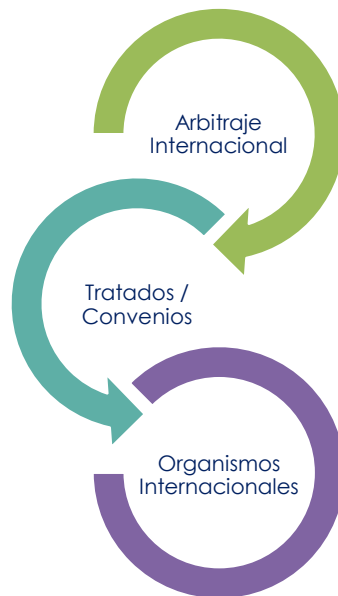 Arbitraje
Internacional
Tratados /
Convenios
Organismos
Internacionales